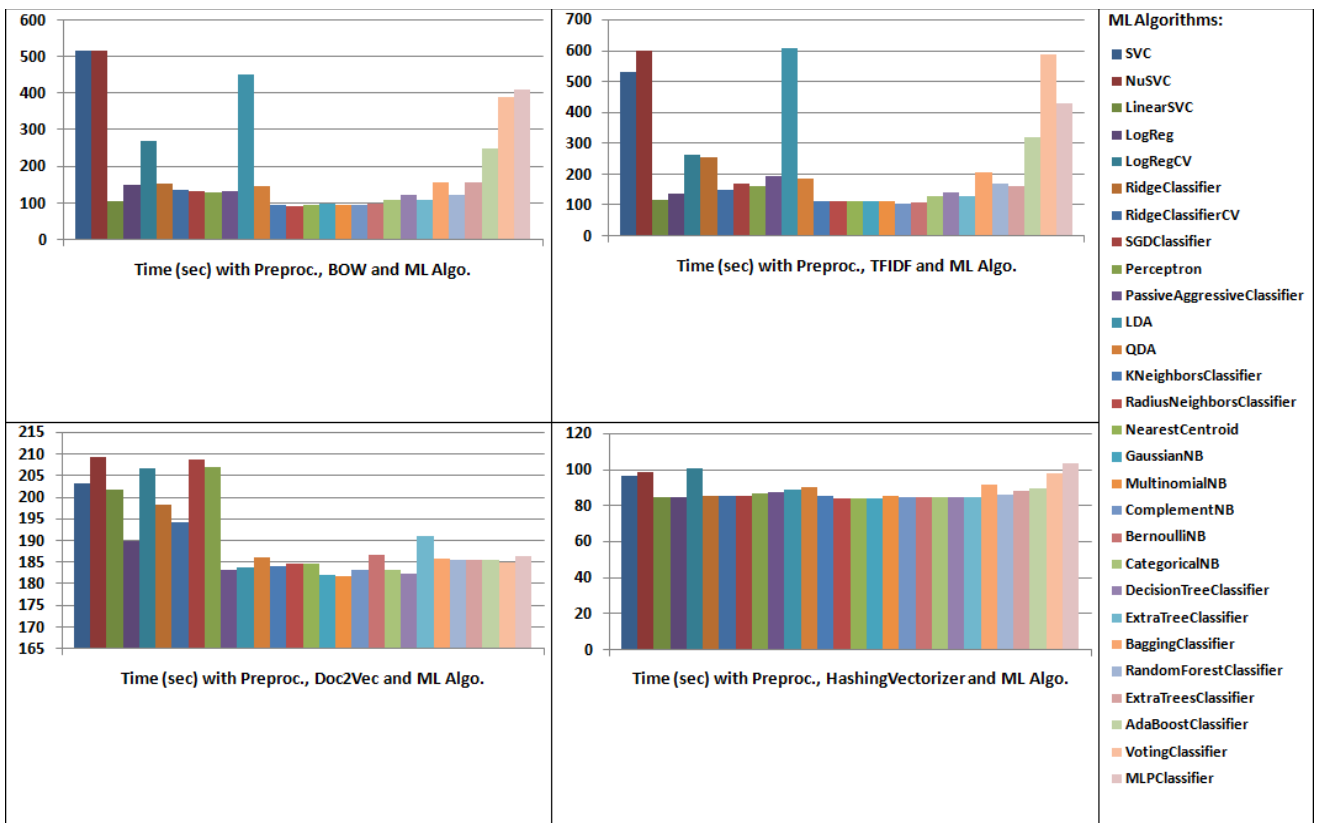 600
500
400
300
200
100
0
Time (sec) with Preproc., BOW and ML Algo.
700
600
500
400
300
200
100
0
Time (sec) with Preproc., TFIDF and ML Algo.
215
210
205
200
195
190
185
180
175
170
165
Time (sec) with Preproc., Doc2Vec and ML Algo.
120
100
80
60
40
20
0
Time (sec) with Preproc., HashingVectorizer and ML Algo.
ML Algorithms:
SVC
NuSVC
LinearSVC
LogReg
LogRegCV
RidgeClassifier
RidgeClassifierCV
SGDClassifier
Perceptron
PassiveAggressiveClassifier
LDA
QDA
KNeighborsClassifier
RadiusNeighborsClassifier
NearestCentroid
GaussianNB
MultinomialNB
ComplementNB
BernoulliNB
CategoricalNB
DecisionTreeClassifier
ExtraTreeClassifier
BaggingClassifier
RandomForestClassifier
ExtraTreesClassifier
AdaBoostClassifier
VotingClassifier
MLPClassifier